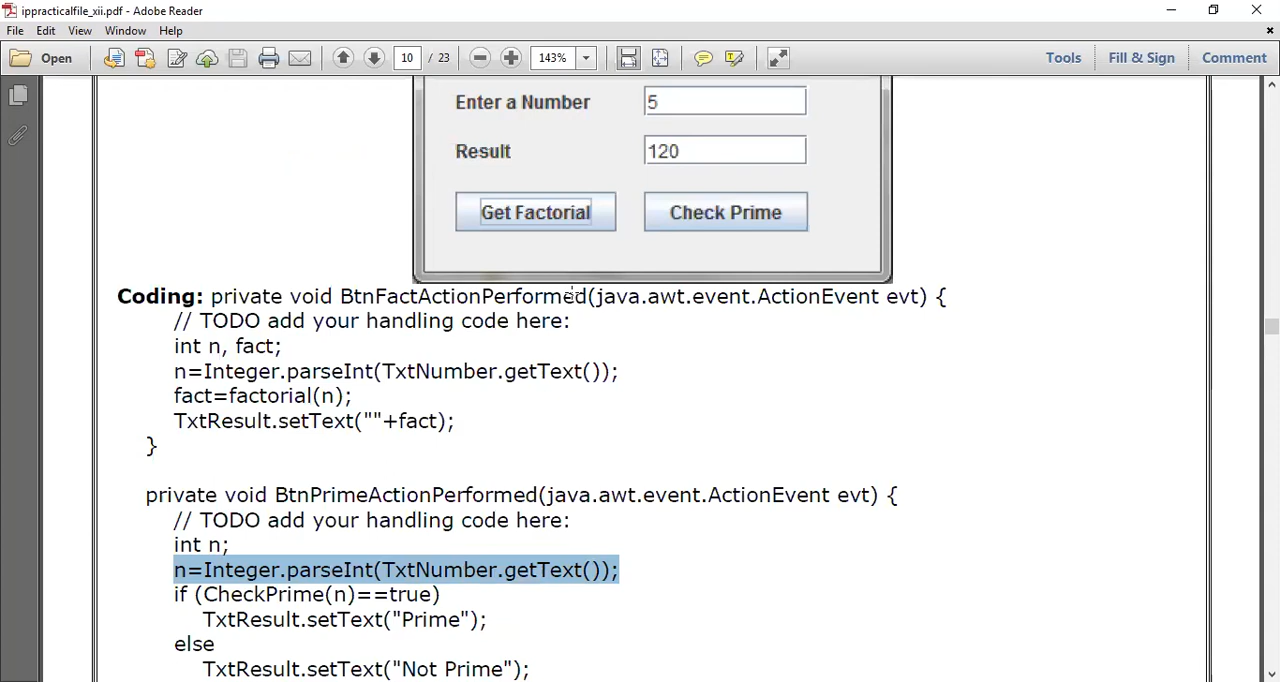 ippracticalfile_xii.pdf - Adobe Reader
File Edit View Window Help
Open 10 / 23 143% Tools Fill & Sign Comment
Enter a Number 5
Result 120
Get Factorial Check Prime
Coding: private void BtnFactActionPerformed(java.awt.event.ActionEvent evt) {
// TODO add your handling code here:
int n, fact;
n=Integer.parseInt(TxtNumber.getText());
fact=factorial(n);
TxtResult.setText(""+fact);
}
private void BtnPrimeActionPerformed(java.awt.event.ActionEvent evt) {
// TODO add your handling code here:
int n;
n=Integer.parseInt(TxtNumber.getText());
if (CheckPrime(n)==true)
TxtResult.setText("Prime");
else
TxtResult.setText("Not Prime");